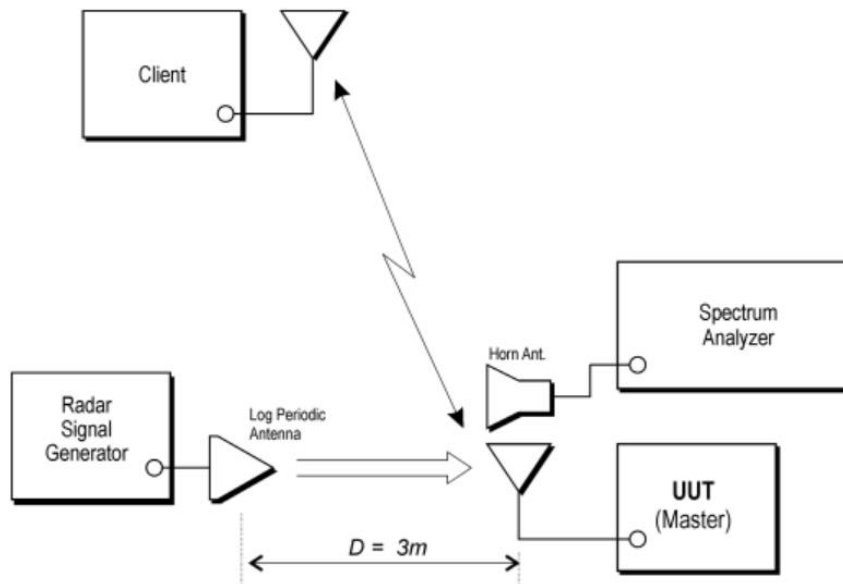 Client
Spectrum
Analyzer
Horn Ant.
Radar
Signal
Generator
Log Periodic
Antenna
UUT
(Master)
D = 3m